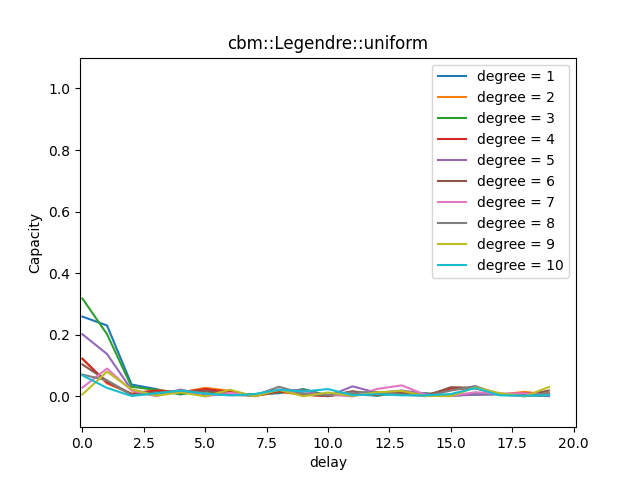 cbm::Legendre::uniform
degree = 1
degree = 2
degree = 3
degree = 4
degree = 5
degree = 6
degree = 7
degree = 8
degree = 9
degree = 10
Capacity
1.0
0.8
0.6
0.4
0.2
0.0
0.0 2.5 5.0 7.5 10.0 12.5 15.0 17.5 20.0
delay